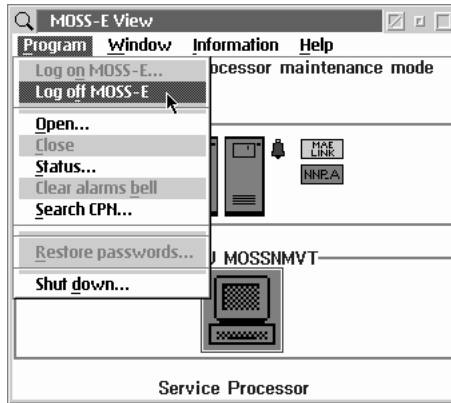 MOSS-E View
Program Window Information Help
ocessor maintenance mode
Log on MOSS-E...
Log off MOSS-E
Open...
Close
Status...
Clear alarms bell
Search CPN...
Restore passwords...
Shut down...
MAE
LINK
NNP.A
MOSSNMVT
Service Processor